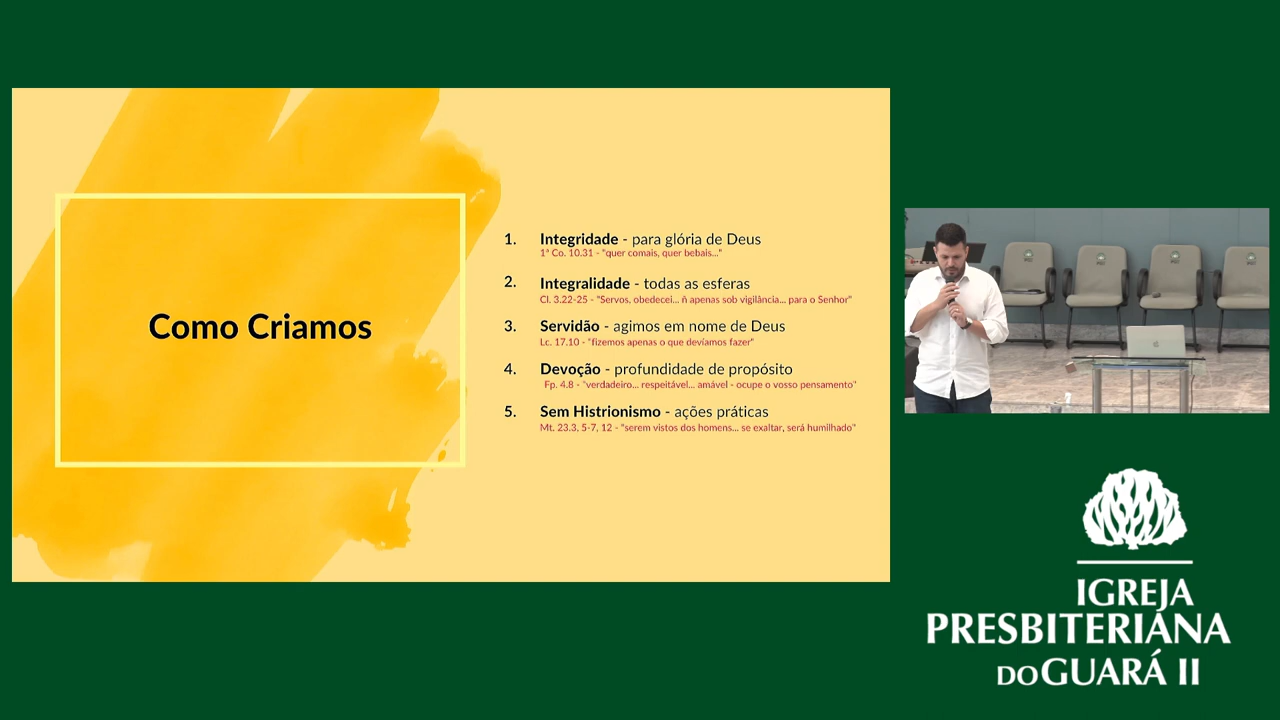 Como Criamos
1. Integridade - para glória de Deus
1ª Co. 10.31 - "quer comais, quer bebais..."
2. Integralidade - todas as esferas
Cl. 3.22-25 - "Servos, obedecei... ñ apenas sob vigilância... para o Senhor"
3. Servidão - agimos em nome de Deus
Lc. 17.10 - "fizemos apenas o que devíamos fazer"
4. Devoção - profundidade de propósito
Fp. 4.8 - "verdadeiro... respeitável... amável - ocupe o vosso pensamento"
5. Sem Histrionismo - ações práticas
Mt. 23.3, 5-7, 12 - "serem vistos dos homens... se exaltar, será humilhado"
IGREJA
PRESBITERIANA
DO GUARÁ II